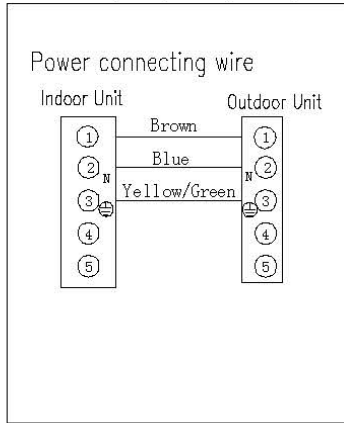 Power connecting wire
Indoor Unit Outdoor Unit
1 Brown 1
2 N Blue 2 N
3 Yellow/Green 3
4 4
5 5